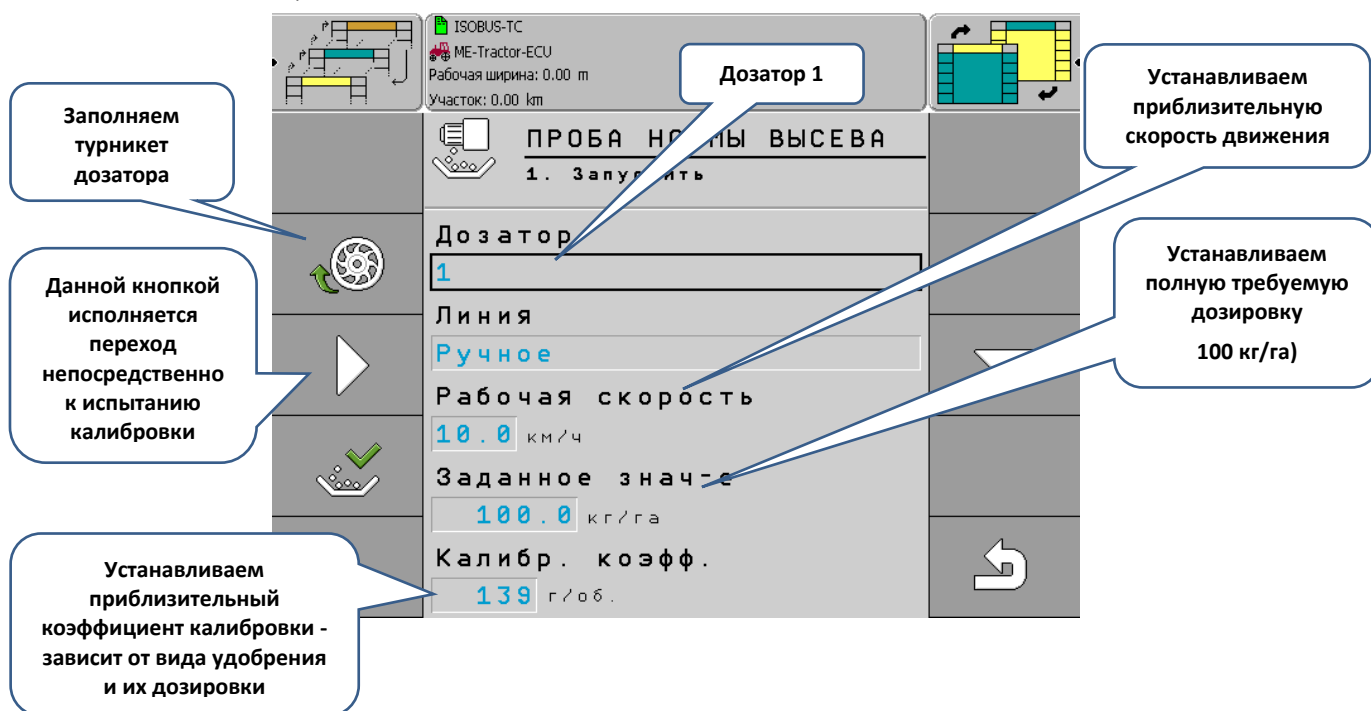 ISOBUS-TC
ME-Tractor-ECU
Рабочая ширина: 0.00 m
Участок: 0.00 km
Дозатор 1
Устанавливаем
приблизительную
скорость движения
Заполняем
турникет
дозатора
ПРОБА НОРМЫ ВЫСЕВА
1. Запустить
Дозатор
1
Устанавливаем
полную требуемую
дозировку
100 кг/га)
Данной кнопкой
исполняется
переход
непосредственно
к испытанию
калибровки
Линия
Ручное
Рабочая скорость
10.0 км/ч
Заданное знач-е
100.0 кг/га
Калибр. коэфф.
139 г/об.
Устанавливаем
приблизительный
коэффициент калибровки -
зависит от вида удобрения
и их дозировки